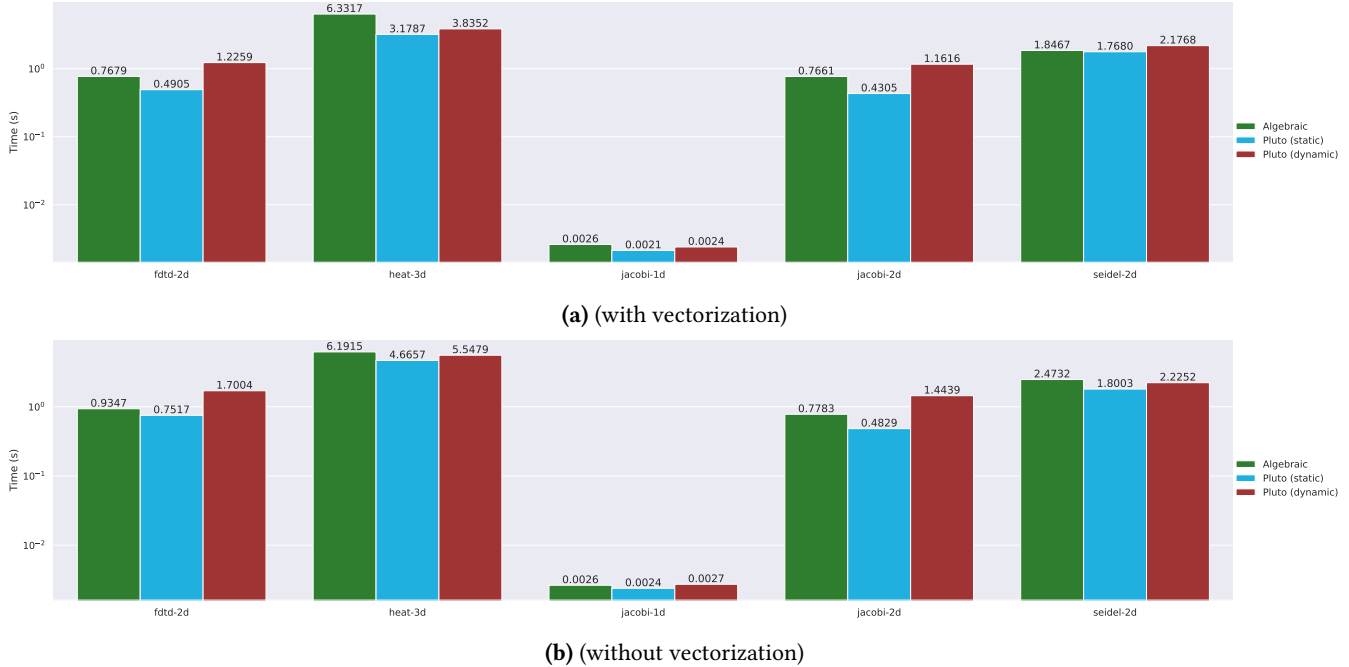 6.3317
3.1787
3.8352
0.7679
0.4905
1.2259
0.7661
0.4305
1.1616
1.8467
1.7680
2.1768
0.0026
0.0021
0.0024
Time (s)
10⁰
10⁻¹
10⁻²
fdtd-2d
heat-3d
jacobi-1d
jacobi-2d
seidel-2d
Algebraic
Pluto (static)
Pluto (dynamic)
(a) (with vectorization)
6.1915
4.6657
5.5479
0.9347
0.7517
1.7004
0.7783
0.4829
1.4439
2.4732
1.8003
2.2252
0.0026
0.0024
0.0027
Time (s)
10⁰
10⁻¹
10⁻²
fdtd-2d
heat-3d
jacobi-1d
jacobi-2d
seidel-2d
Algebraic
Pluto (static)
Pluto (dynamic)
(b) (without vectorization)